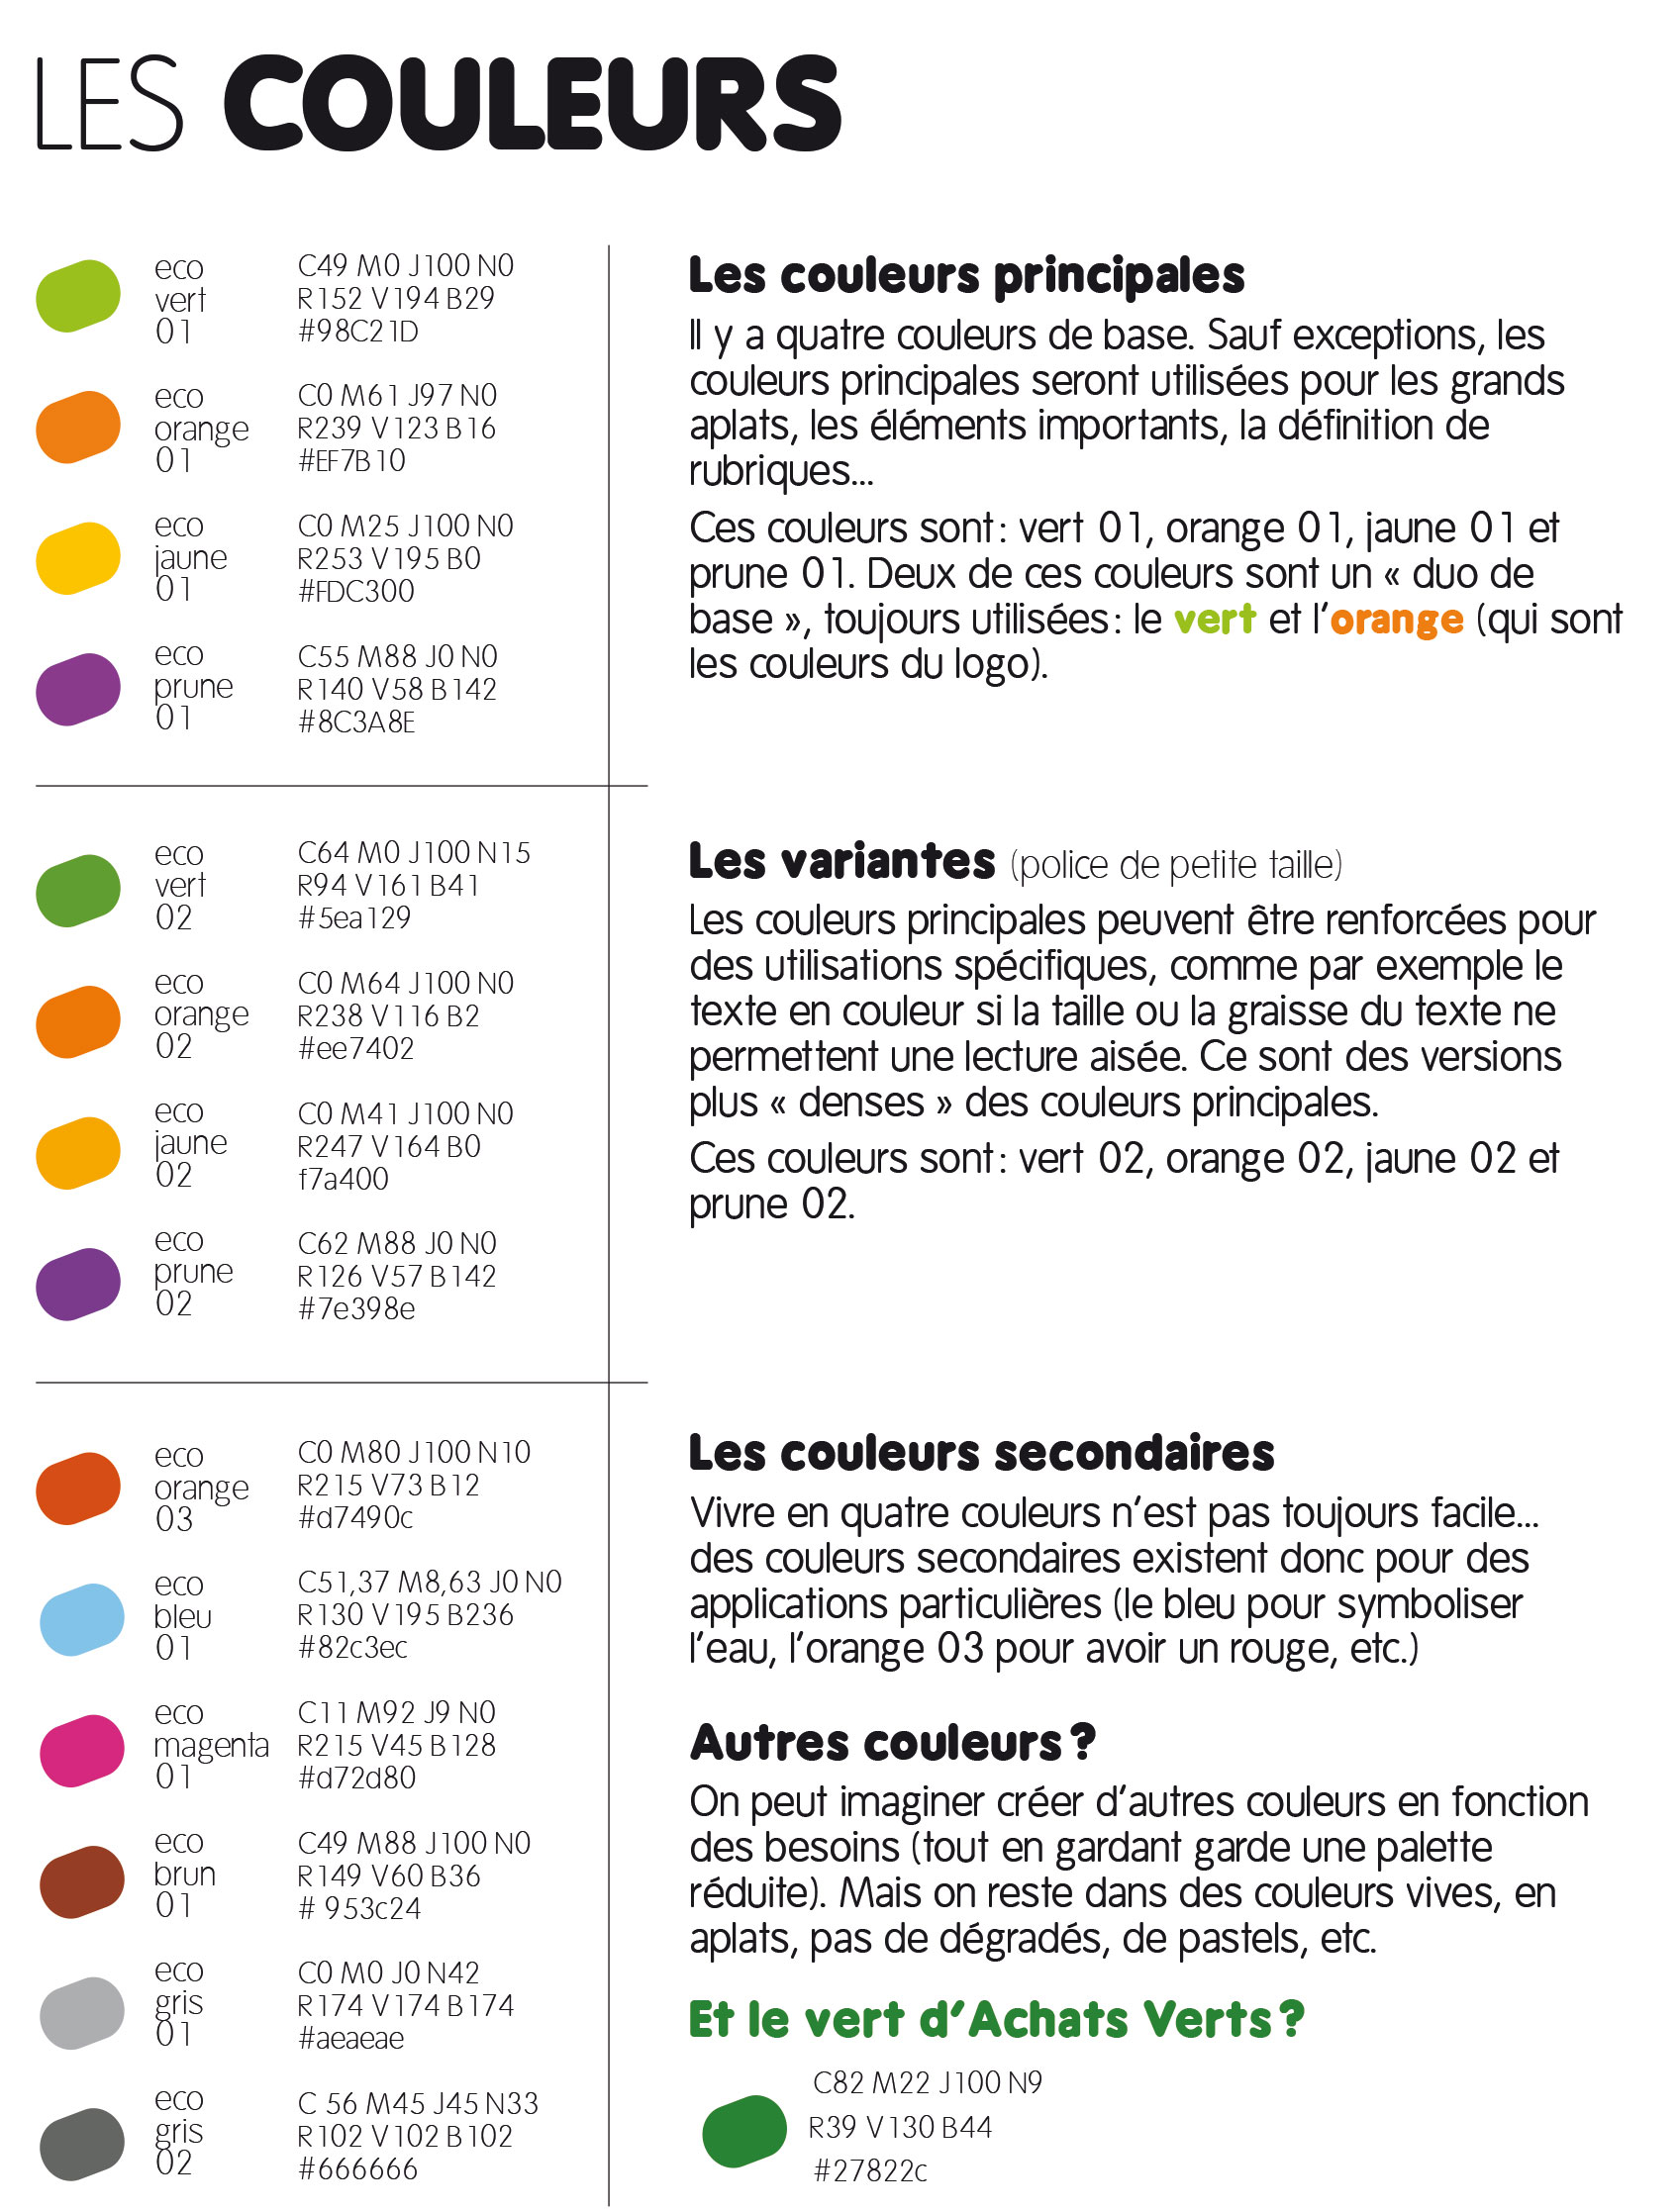 LES COULEURS
eco
vert
01
C49 M0 J100 N0
R152 V194 B29
#98C21D
eco
orange
01
C0 M61 J97 N0
R239 V123 B16
#EF7B10
eco
jaune
01
C0 M25 J100 N0
R253 V195 B0
#FDC300
eco
prune
01
C55 M88 J0 N0
R140 V58 B142
#8C3A8E
Les couleurs principales
Il y a quatre couleurs de base. Sauf exceptions, les
couleurs principales seront utilisées pour les grands
aplats, les éléments importants, la définition de
rubriques...
Ces couleurs sont : vert 01, orange 01, jaune 01 et
prune 01. Deux de ces couleurs sont un « duo de
base », toujours utilisées : le vert et l’orange (qui sont
les couleurs du logo).
eco
vert
02
C64 M0 J100 N15
R94 V161 B41
#5ea129
eco
orange
02
C0 M64 J100 N0
R238 V116 B2
#ee7402
eco
jaune
02
C0 M41 J100 N0
R247 V164 B0
f7a400
eco
prune
02
C62 M88 J0 N0
R126 V57 B142
#7e398e
Les variantes (police de petite taille)
Les couleurs principales peuvent être renforcées pour
des utilisations spécifiques, comme par exemple le
texte en couleur si la taille ou la graisse du texte ne
permettent une lecture aisée. Ce sont des versions
plus « denses » des couleurs principales.
Ces couleurs sont : vert 02, orange 02, jaune 02 et
prune 02.
eco
orange
03
C0 M80 J100 N10
R215 V73 B12
#d7490c
eco
bleu
01
C51,37 M8,63 J0 N0
R130 V195 B236
#82c3ec
eco
magenta
01
C11 M92 J9 N0
R215 V45 B128
#d72d80
eco
brun
01
C49 M88 J100 N0
R149 V60 B36
# 953c24
eco
gris
01
C0 M0 J0 N42
R174 V174 B174
#aeaeae
eco
gris
02
C 56 M45 J45 N33
R102 V102 B102
#666666
Les couleurs secondaires
Vivre en quatre couleurs n’est pas toujours facile...
des couleurs secondaires existent donc pour des
applications particulières (le bleu pour symboliser
l’eau, l’orange 03 pour avoir un rouge, etc.)
Autres couleurs ?
On peut imaginer créer d’autres couleurs en fonction
des besoins (tout en gardant garde une palette
réduite). Mais on reste dans des couleurs vives, en
aplats, pas de dégradés, de pastels, etc.
Et le vert d’Achats Verts ?
C82 M22 J100 N9
R39 V130 B44
#27822c